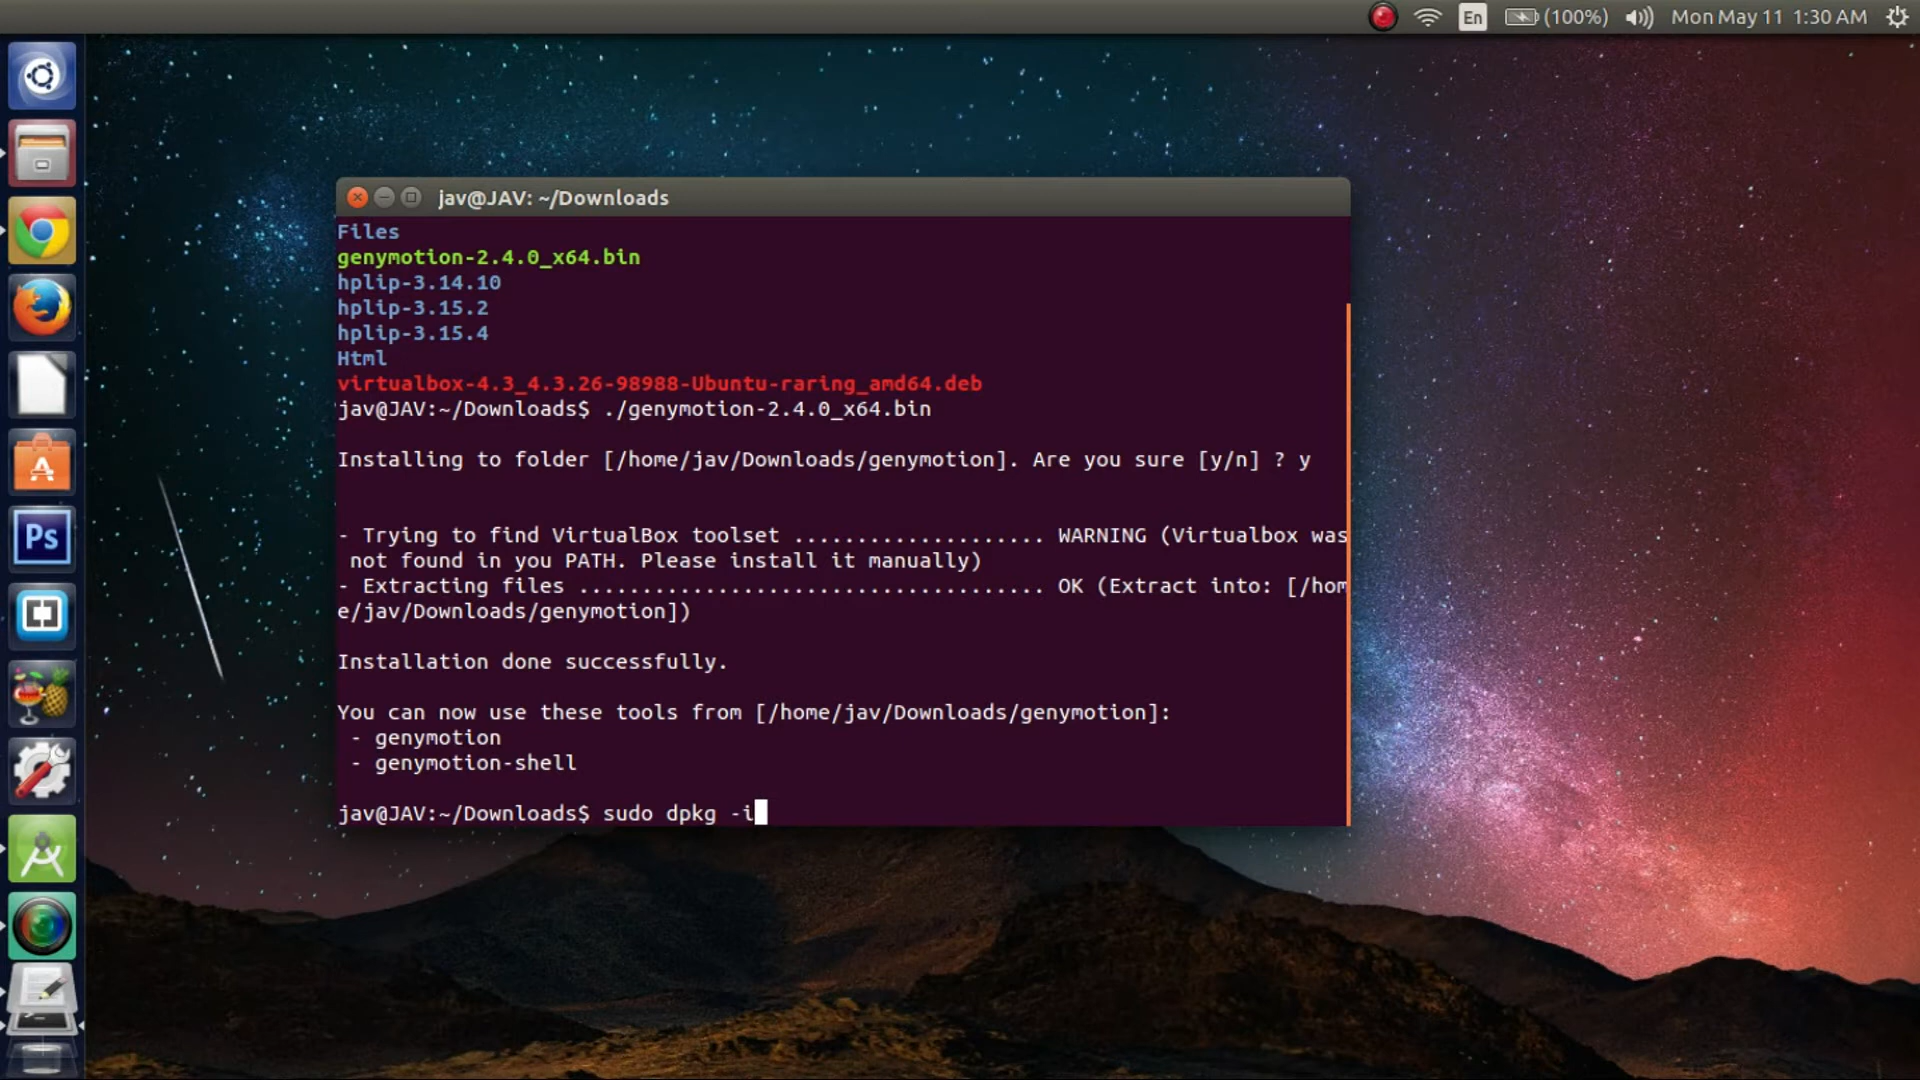 En (100%) Mon May 11 1:30 AM
jav@JAV: ~/Downloads
Files
genymotion-2.4.0_x64.bin
hplip-3.14.10
hplip-3.15.2
hplip-3.15.4
Html
virtualbox-4.3_4.3.26-98988-Ubuntu-raring_amd64.deb
jav@JAV:~/Downloads$ ./genymotion-2.4.0_x64.bin
Installing to folder [/home/jav/Downloads/genymotion]. Are you sure [y/n] ? y
- Trying to find VirtualBox toolset .................... WARNING (Virtualbox was
not found in you PATH. Please install it manually)
- Extracting files ..................................... OK (Extract into: [/hom
e/jav/Downloads/genymotion])
Installation done successfully.
You can now use these tools from [/home/jav/Downloads/genymotion]:
- genymotion
- genymotion-shell
jav@JAV:~/Downloads$ sudo dpkg -i
Ps